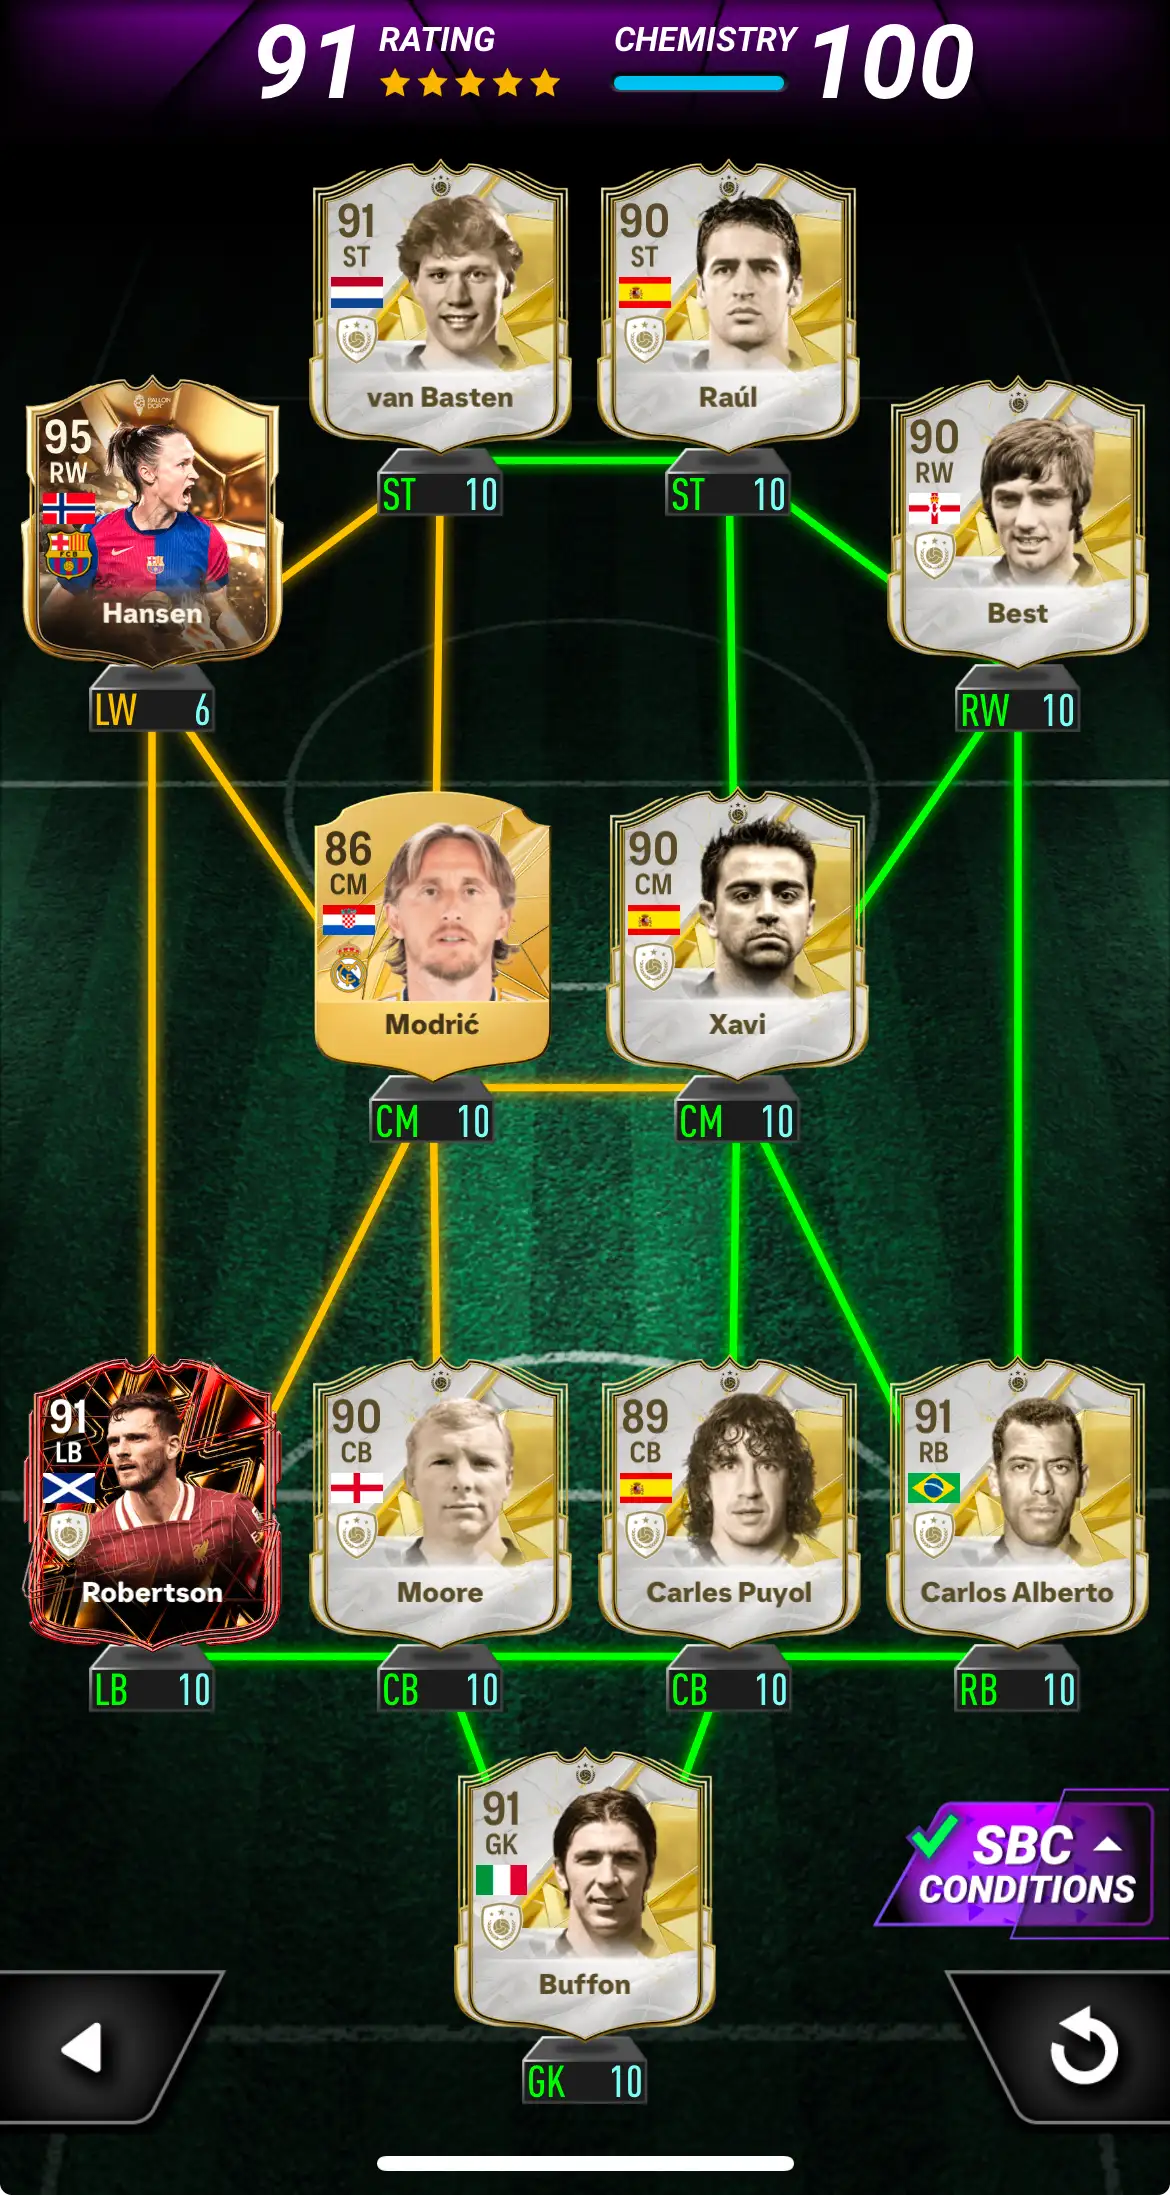 91 RATING CHEMISTRY 100
91
ST
van Basten
90
ST
Raúl
ST 10
ST 10
BALLON D'OR
95
RW
FCB
Hansen
LW 6
90
RW
Best
RW 10
86
CM
Modrić
CM 10
90
CM
Xavi
CM 10
91
LB
Robertson
LB 10
90
CB
Moore
CB 10
89
CB
Carles Puyol
CB 10
91
RB
Carlos Alberto
RB 10
91
GK
Buffon
GK 10
SBC
CONDITIONS